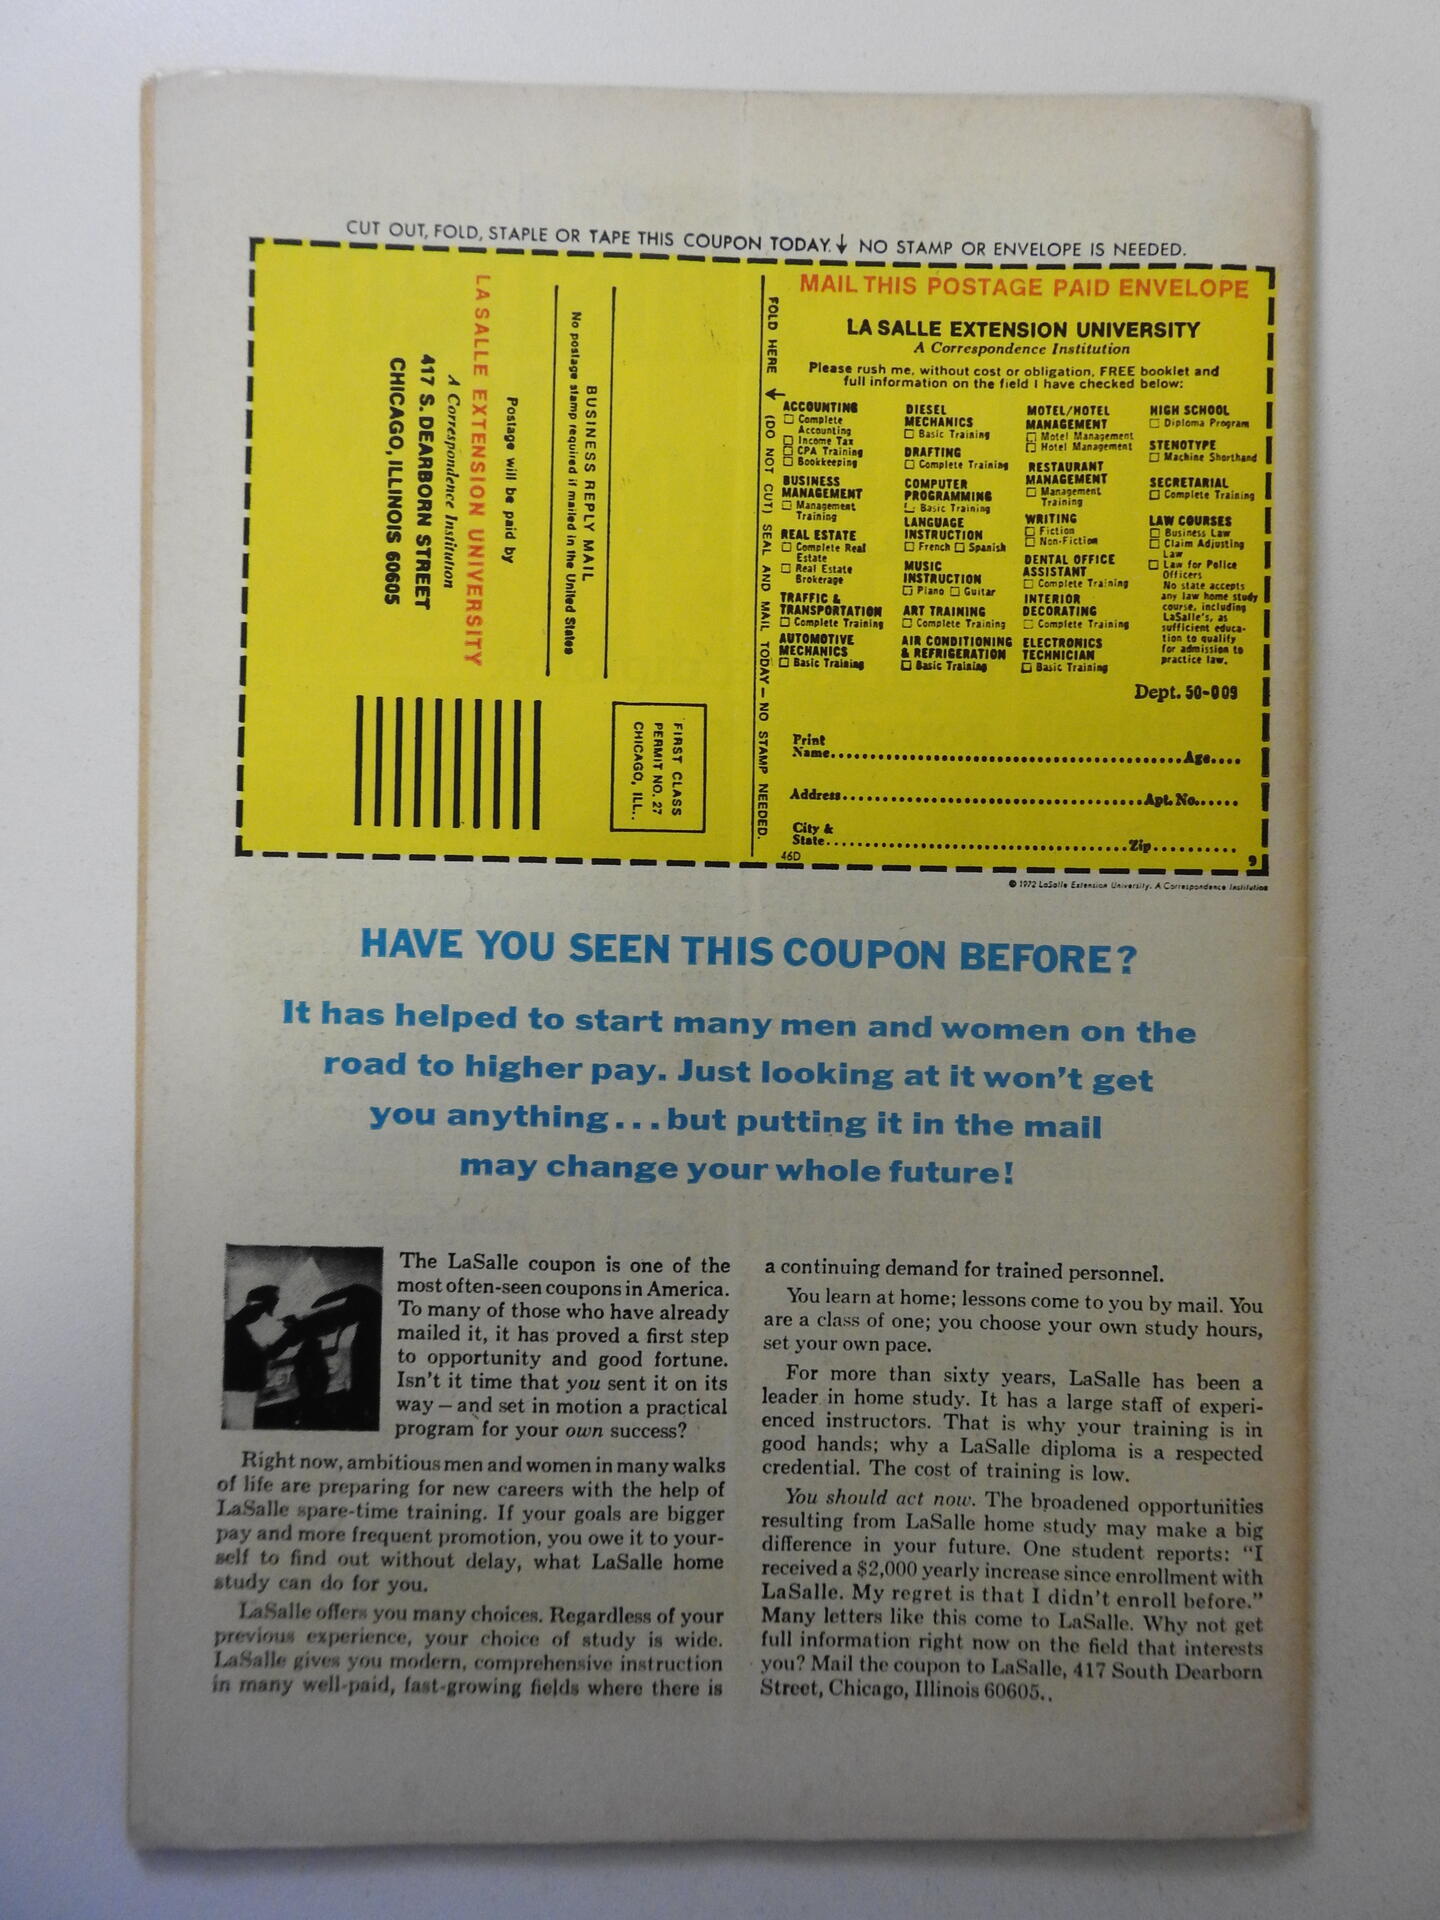 CUT OUT, FOLD, STAPLE OR TAPE THIS COUPON TODAY.↓ NO STAMP OR ENVELOPE IS NEEDED.
FIRST CLASS
PERMIT NO. 27
CHICAGO, ILL..
BUSINESS REPLY MAIL
No postage stamp required if mailed in the United States
Postage will be paid by
LA SALLE EXTENSION UNIVERSITY
A Correspondence Institution
417 S. DEARBORN STREET
CHICAGO, ILLINOIS 60605
FOLD HERE → (DO NOT CUT) SEAL AND MAIL TODAY—NO STAMP NEEDED.
MAIL THIS POSTAGE PAID ENVELOPE
LA SALLE EXTENSION UNIVERSITY
A Correspondence Institution
Please rush me, without cost or obligation, FREE booklet and
full information on the field I have checked below:
ACCOUNTING
☐ Complete
Accounting
☐ Income Tax
☐ CPA Training
☐ Bookkeeping
BUSINESS
MANAGEMENT
☐ Management
Training
REAL ESTATE
☐ Complete Real
Estate
☐ Real Estate
Brokerage
TRAFFIC &
TRANSPORTATION
☐ Complete Training
AUTOMOTIVE
MECHANICS
☐ Basic Training
DIESEL
MECHANICS
☐ Basic Training
DRAFTING
☐ Complete Training
COMPUTER
PROGRAMMING
☐ Basic Training
LANGUAGE
INSTRUCTION
☐ French ☐ Spanish
MUSIC
INSTRUCTION
☐ Piano ☐ Guitar
ART TRAINING
☐ Complete Training
AIR CONDITIONING
& REFRIGERATION
☐ Basic Training
MOTEL/HOTEL
MANAGEMENT
☐ Motel Management
☐ Hotel Management
RESTAURANT
MANAGEMENT
☐ Management
Training
WRITING
☐ Fiction
☐ Non-Fiction
DENTAL OFFICE
ASSISTANT
☐ Complete Training
INTERIOR
DECORATING
☐ Complete Training
ELECTRONICS
TECHNICIAN
☐ Basic Training
HIGH SCHOOL
☐ Diploma Program
STENOTYPE
☐ Machine Shorthand
SECRETARIAL
☐ Complete Training
LAW COURSES
☐ Business Law
☐ Claim Adjusting
Law
☐ Law for Police
Officers
No state accepts
any law home study
course, including
LaSalle's, as
sufficient educa-
tion to qualify
for admission to
practice law.
Dept. 50-009
Print
Name..........Age....
Address..........Apt. No......
City &
State..........Zip..........
46D 9
© 1972 LaSalle Extension University. A Correspondence Institution
HAVE YOU SEEN THIS COUPON BEFORE?
It has helped to start many men and women on the
road to higher pay. Just looking at it won't get
you anything...but putting it in the mail
may change your whole future!
The LaSalle coupon is one of the
most often-seen coupons in America.
To many of those who have already
mailed it, it has proved a first step
to opportunity and good fortune.
Isn't it time that you sent it on its
way – and set in motion a practical
program for your own success?
Right now, ambitious men and women in many walks
of life are preparing for new careers with the help of
LaSalle spare-time training. If your goals are bigger
pay and more frequent promotion, you owe it to your-
self to find out without delay, what LaSalle home
study can do for you.
LaSalle offers you many choices. Regardless of your
previous experience, your choice of study is wide.
LaSalle gives you modern, comprehensive instruction
in many well-paid, fast-growing fields where there is
a continuing demand for trained personnel.
You learn at home; lessons come to you by mail. You
are a class of one; you choose your own study hours,
set your own pace.
For more than sixty years, LaSalle has been a
leader in home study. It has a large staff of experi-
enced instructors. That is why your training is in
good hands; why a LaSalle diploma is a respected
credential. The cost of training is low.
You should act now. The broadened opportunities
resulting from LaSalle home study may make a big
difference in your future. One student reports: "I
received a $2,000 yearly increase since enrollment with
LaSalle. My regret is that I didn't enroll before."
Many letters like this come to LaSalle. Why not get
full information right now on the field that interests
you? Mail the coupon to LaSalle, 417 South Dearborn
Street, Chicago, Illinois 60605..